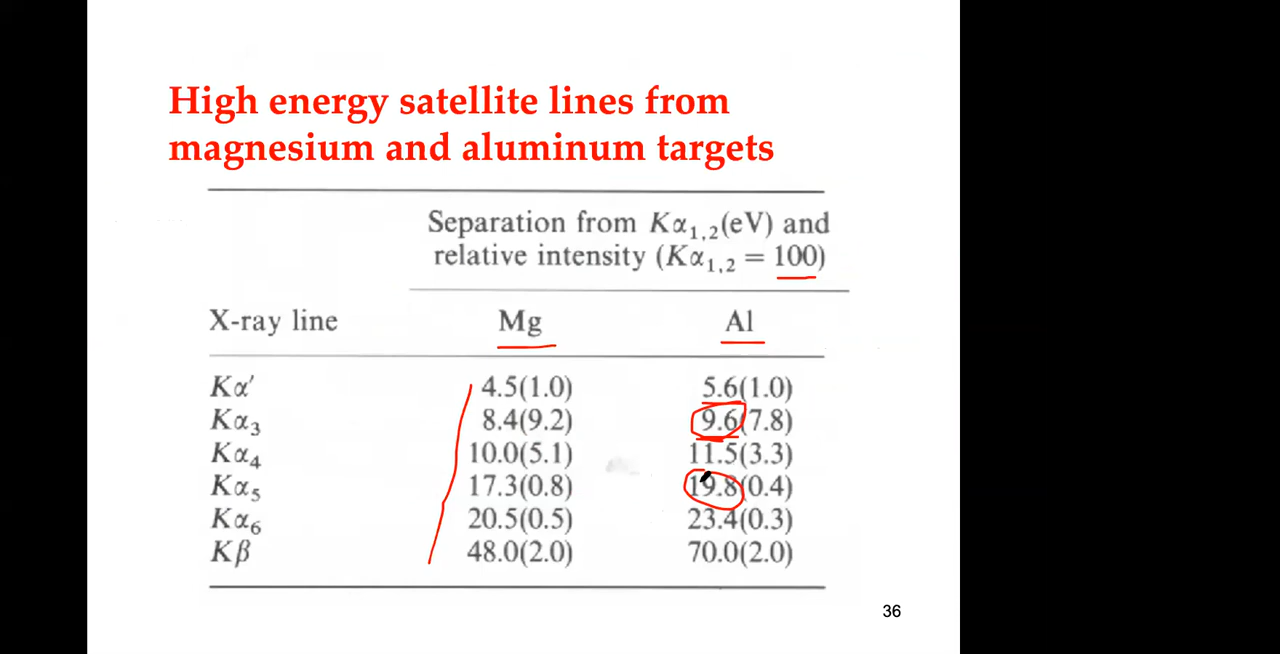 High energy satellite lines from
magnesium and aluminum targets
Separation from Kα1,2(eV) and
relative intensity (Kα1,2 = 100)
X-ray line Mg Al
Kα′ 4.5(1.0) 5.6(1.0)
Kα3 8.4(9.2) 9.6(7.8)
Kα4 10.0(5.1) 11.5(3.3)
Kα5 17.3(0.8) 19.8(0.4)
Kα6 20.5(0.5) 23.4(0.3)
Kβ 48.0(2.0) 70.0(2.0)
36